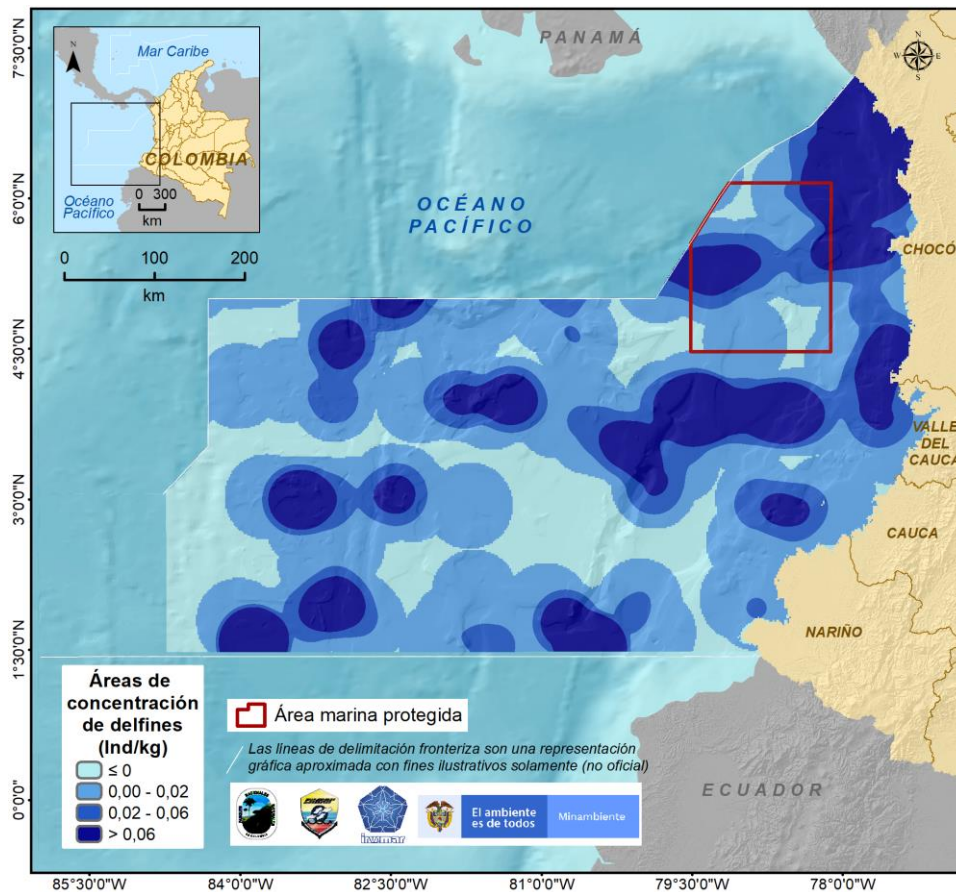 PANAMÁ
Mar Caribe
N
COLOMBIA
Océano
Pacífico
0 300
km
0 100 200
km
OCÉANO
PACÍFICO
N
W E
S
CHOCÓ
VALLE
DEL
CAUCA
CAUCA
NARIÑO
ECUADOR
7°30'0"N
6°0'0"N
4°30'0"N
3°0'0"N
1°30'0"N
0°0'0"
Áreas de
concentración
de delfines
(Ind/kg)
≤ 0
0,00 - 0,02
0,02 - 0,06
> 0,06
Área marina protegida
Las líneas de delimitación fronteriza son una representación
gráfica aproximada con fines ilustrativos solamente (no oficial)
invemar
El ambiente
es de todos
Minambiente
85°30'0"W 84°0'0"W 82°30'0"W 81°0'0"W 79°30'0"W 78°0'0"W